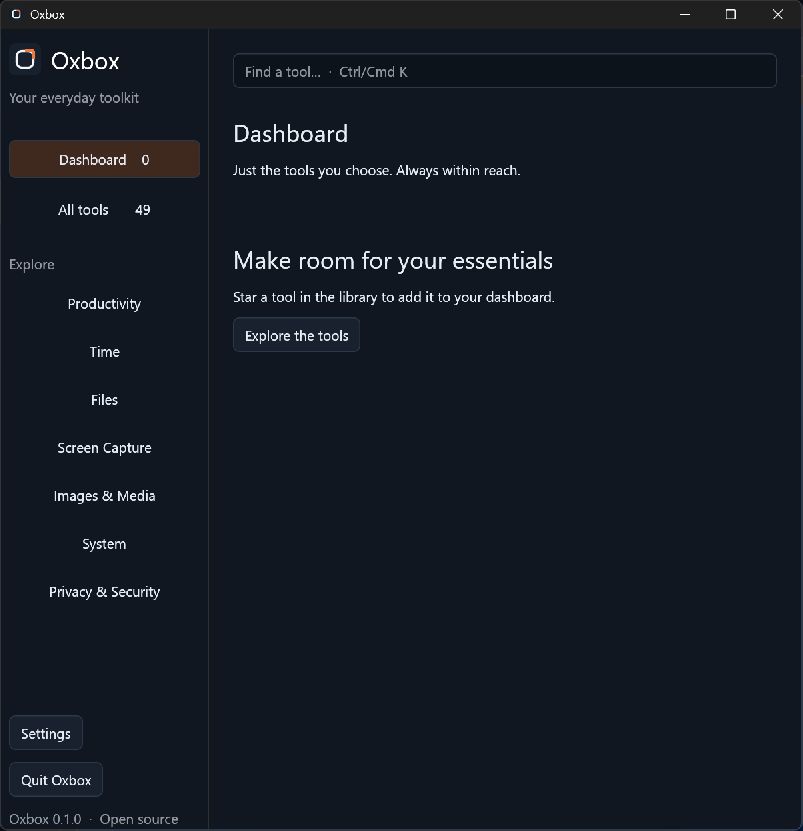 Oxbox
Oxbox
Your everyday toolkit
Dashboard 0
All tools 49
Explore
Productivity
Time
Files
Screen Capture
Images & Media
System
Privacy & Security
Settings
Quit Oxbox
Oxbox 0.1.0 · Open source
Find a tool... · Ctrl/Cmd K
Dashboard
Just the tools you choose. Always within reach.
Make room for your essentials
Star a tool in the library to add it to your dashboard.
Explore the tools